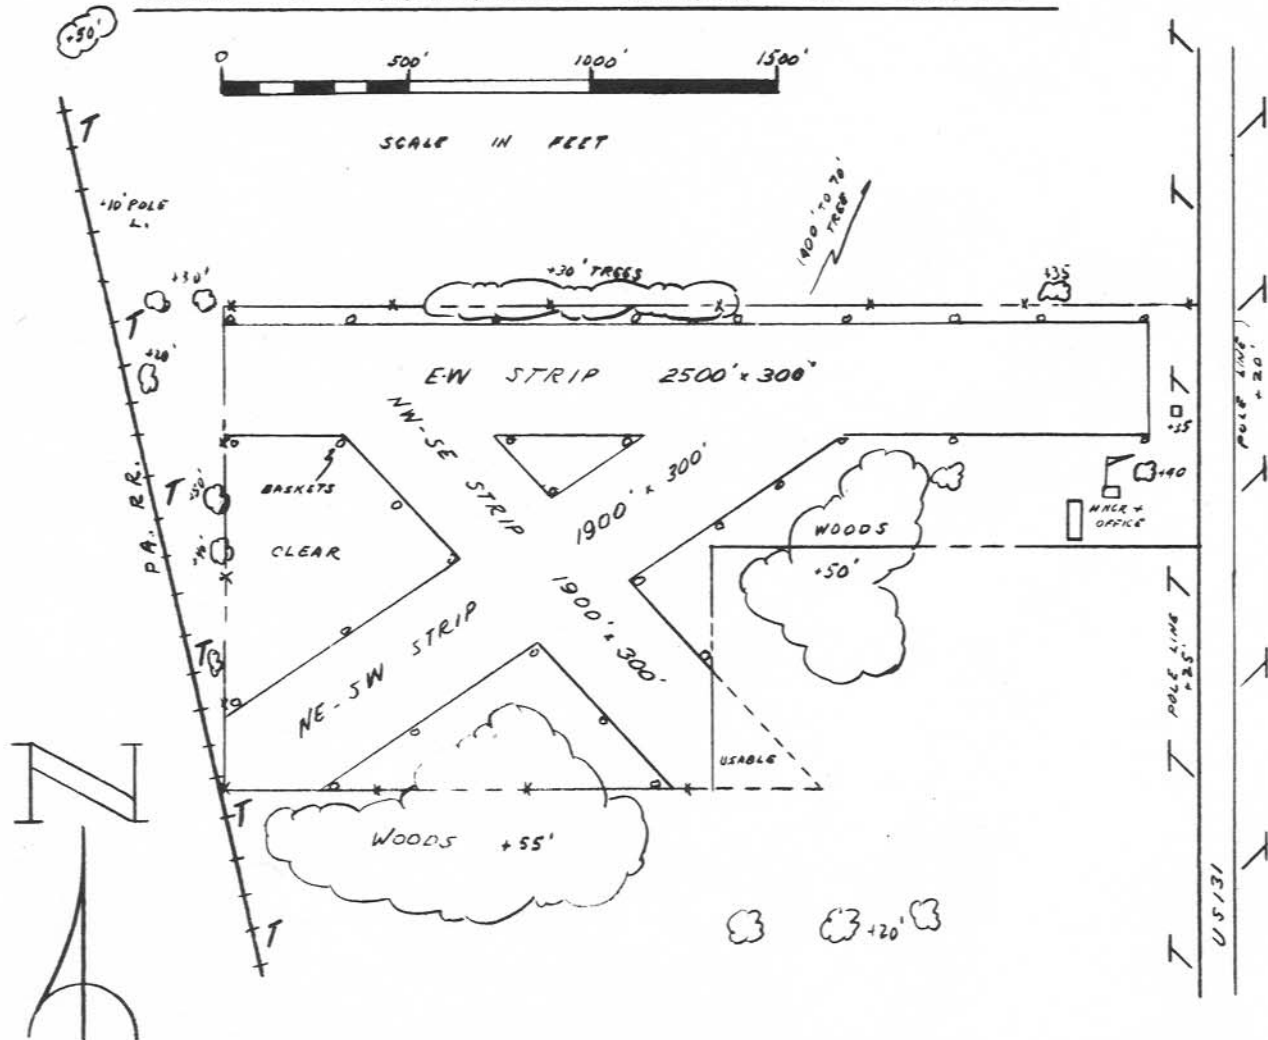 +50'
0 500' 1000' 1500'
SCALE IN FEET
+10' POLE
L.
1400' TO 70'
TREE
+30'
+30' TREES
+35
+20'
E-W STRIP 2500' x 300'
POLE LINE
+20'
+35
NW-SE STRIP
1900' x 300'
BASKETS
CLEAR
PA. R.R.
WOODS
+50'
+40
HNGR +
OFFICE
1900' x 300'
NE-SW STRIP
POLE LINE
+25'
USABLE
N
WOODS +55'
+20'
US 131
T
T
T
T
T
T